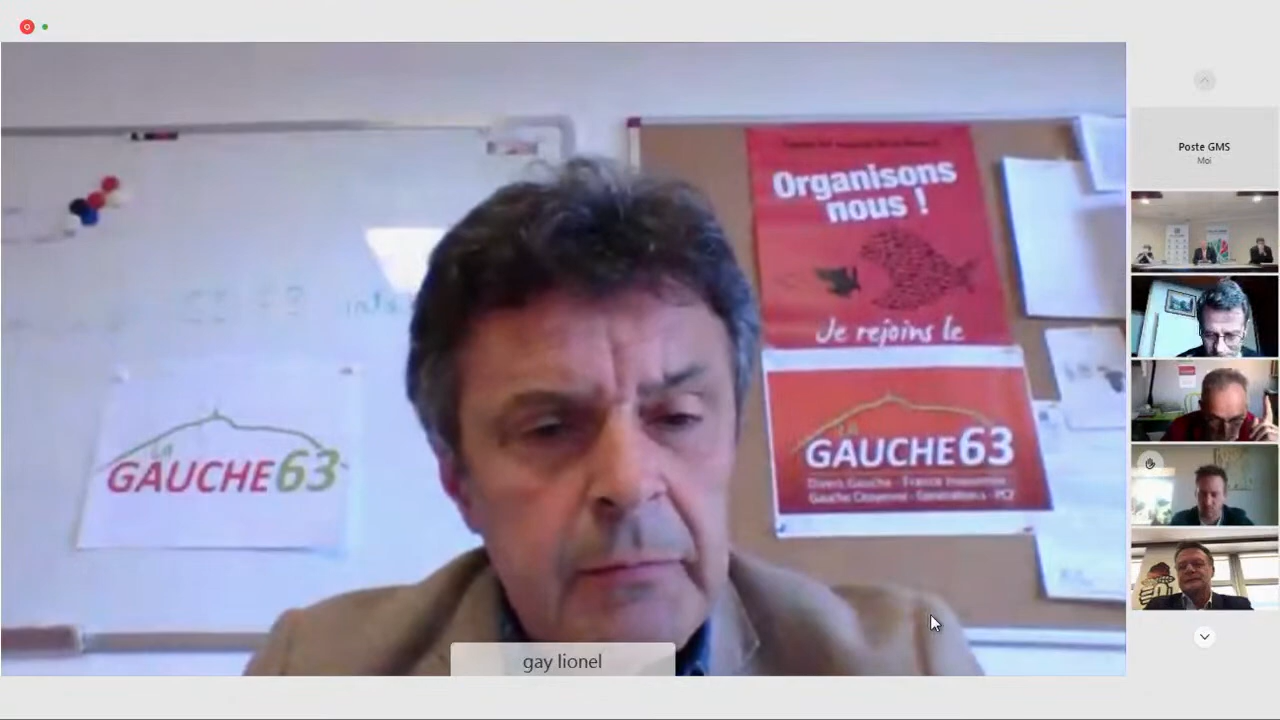 Poste GMS
Moi
Organisons
nous !
Je rejoins le
LA
GAUCHE63
LA
GAUCHE63
Divers Gauche - France Insoumise
Gauche Citoyenne - Génération.s - PCF
gay lionel